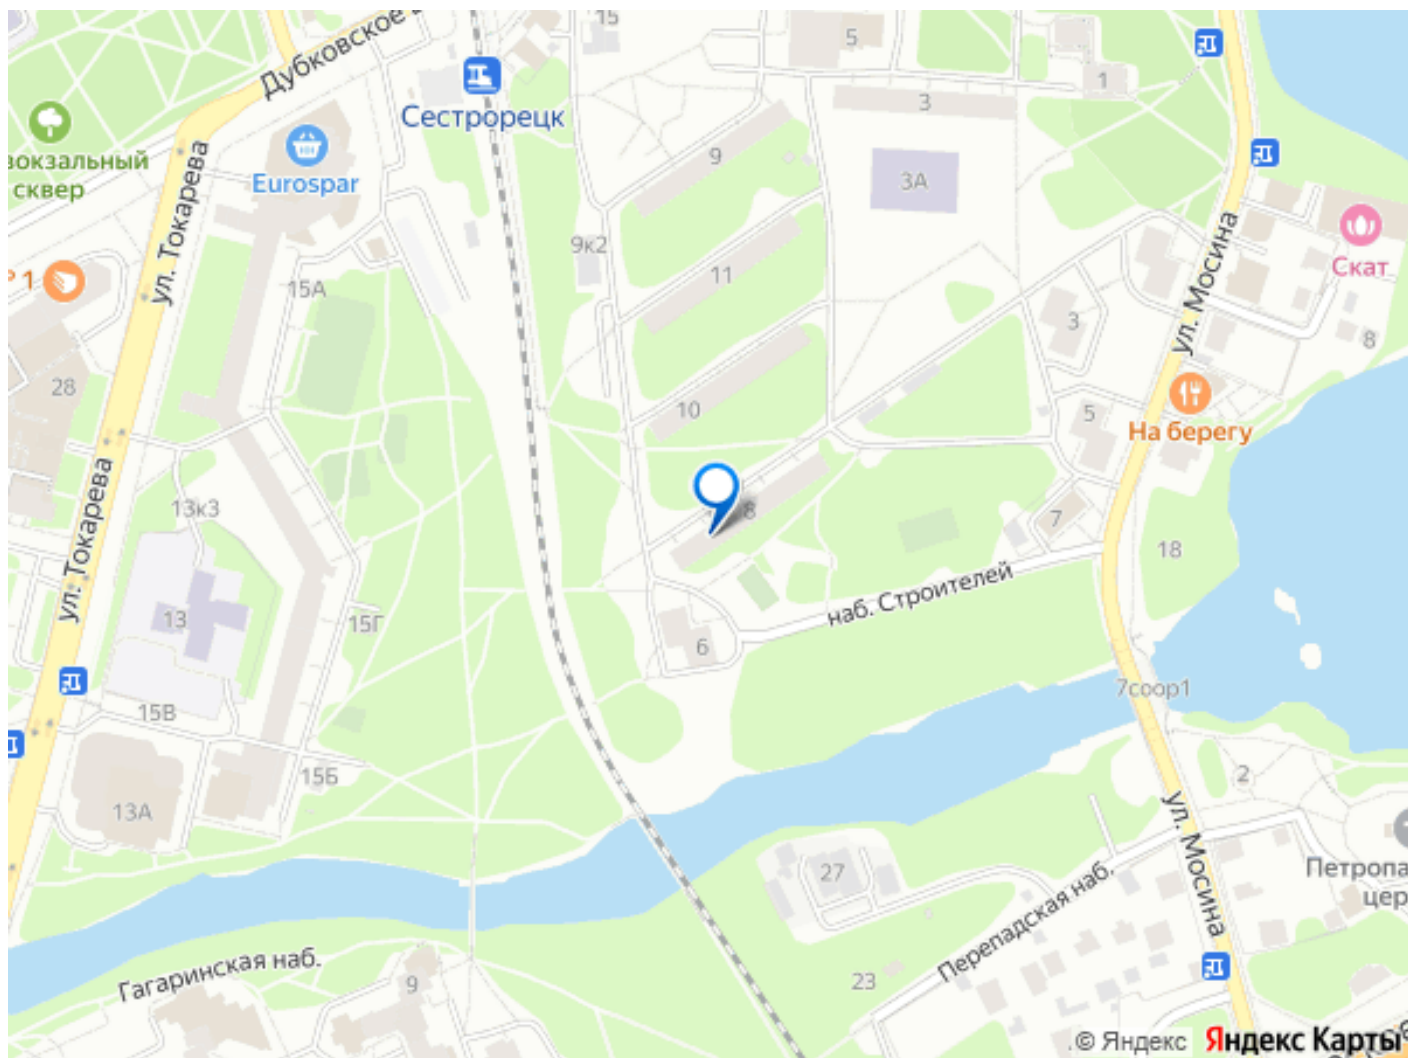 15
5
Дубковское
1
Сестрорецк
3
вокзальный
сквер
Eurospar
9
3А
ул. Токарева
9к2
11
ул. Мосина
Скат
1
15А
3
8
28
10
5
На берегу
13к3
8
7
18
ул. Токарева
наб. Строителей
13
15Г
6
7соор1
15В
15Б
2
13А
ул. Мосина
27
Петропа
цер
Перепадская наб.
Гагаринская наб.
9
23
© Яндекс
Яндекс Карты